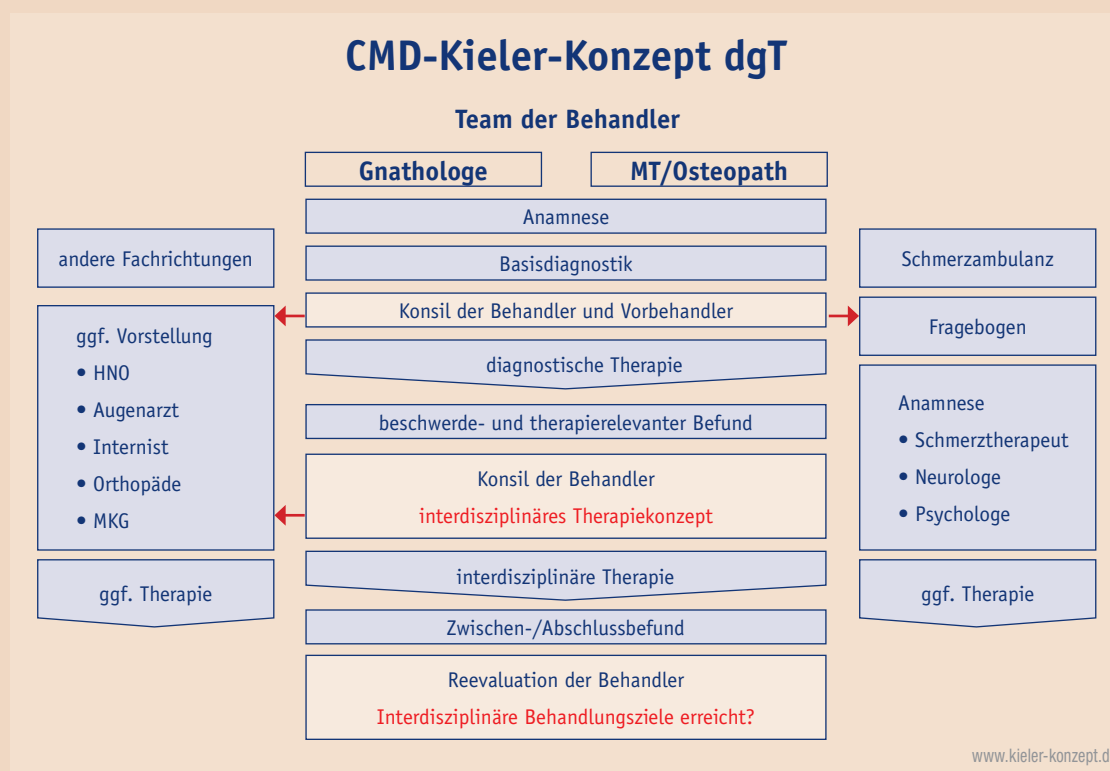 CMD-Kieler-Konzept dgT
Team der Behandler
Gnathologe
MT/Osteopath
Anamnese
Basisdiagnostik
Konsil der Behandler und Vorbehandler
diagnostische Therapie
beschwerde- und therapierelevanter Befund
Konsil der Behandler
interdisziplinäres Therapiekonzept
interdisziplinäre Therapie
Zwischen-/Abschlussbefund
Reevaluation der Behandler
Interdisziplinäre Behandlungsziele erreicht?
andere Fachrichtungen
ggf. Vorstellung
• HNO
• Augenarzt
• Internist
• Orthopäde
• MKG
ggf. Therapie
Schmerzambulanz
Fragebogen
Anamnese
• Schmerztherapeut
• Neurologe
• Psychologe
ggf. Therapie
www.kieler-konzept.d